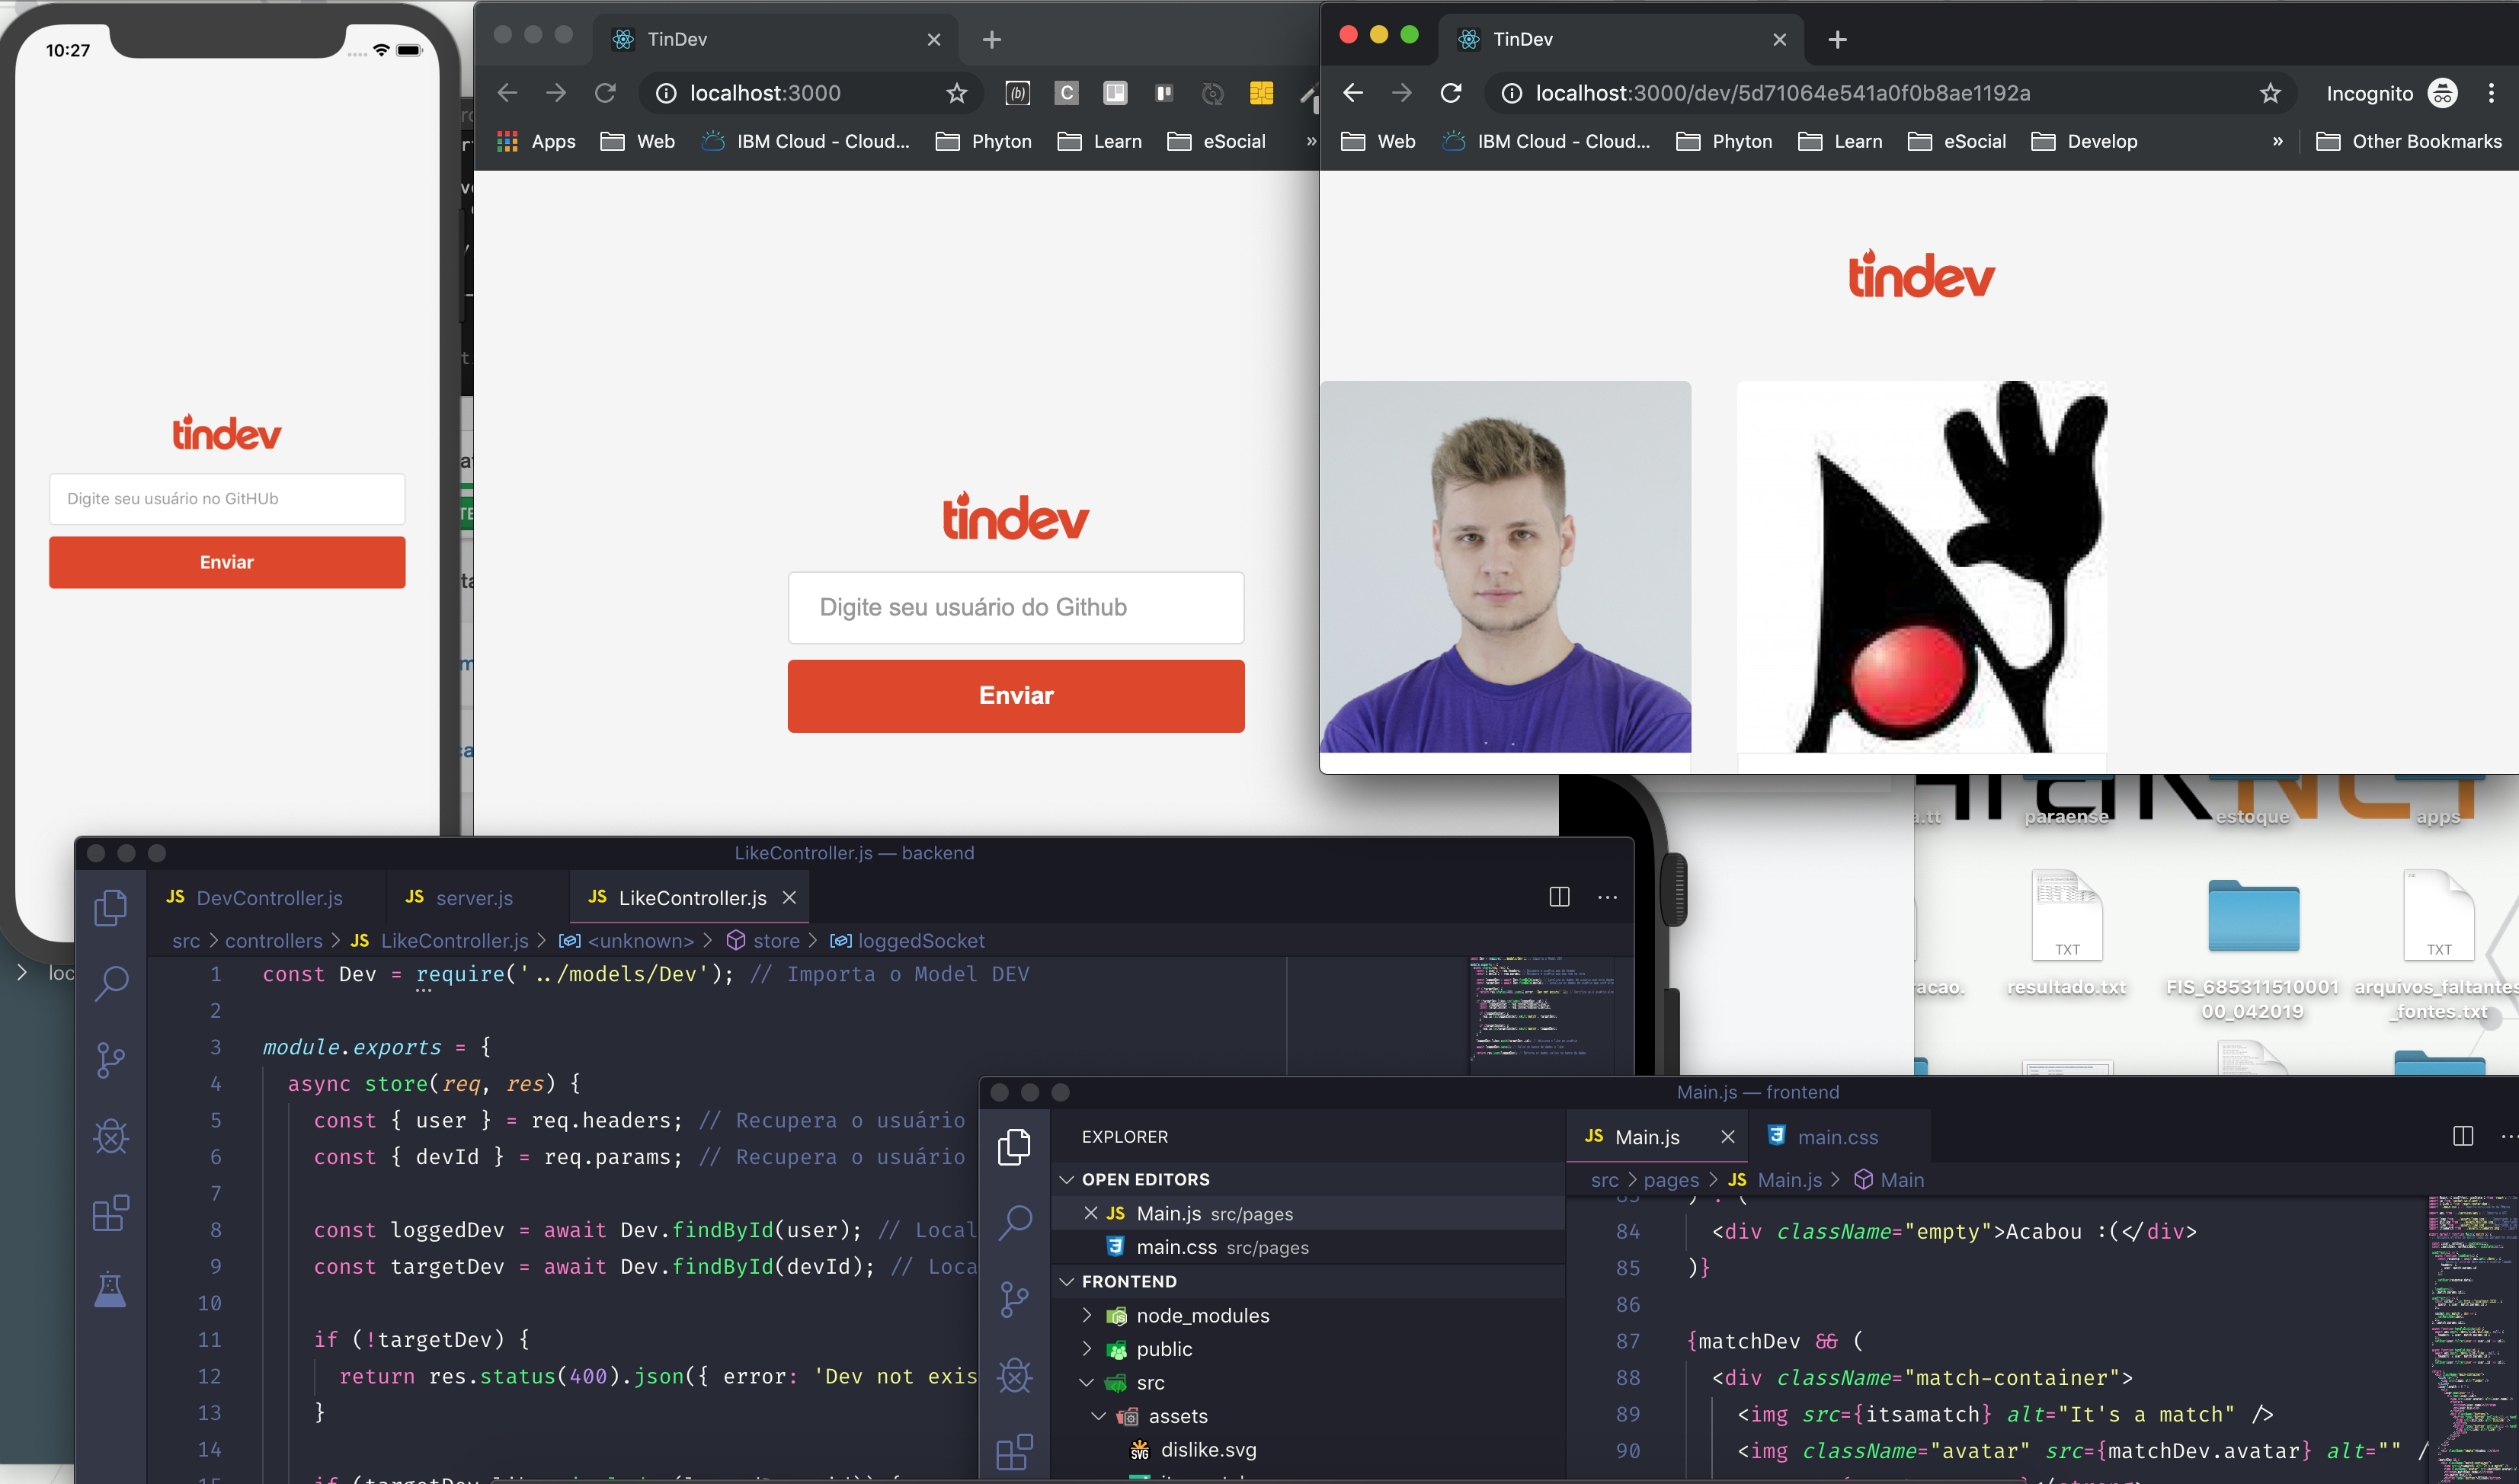 10:27
tindev
Digite seu usuário no GitHUb
Enviar
TinDev
localhost:3000
Apps
Web
IBM Cloud - Cloud...
Phyton
Learn
eSocial
»
tindev
Digite seu usuário do Github
Enviar
TinDev
localhost:3000/dev/5d71064e541a0f0b8ae1192a
Incognito
Web
IBM Cloud - Cloud...
Phyton
Learn
eSocial
Develop
»
Other Bookmarks
tindev
paraense
estoque
apps
TXT
TXT
resultado.txt
FIS_685311510001
00_042019
arquivos_faltantes
_fontes.txt
loc
LikeController.js — backend
JS DevController.js
JS server.js
JS LikeController.js
src > controllers > JS LikeController.js > <unknown> > store > loggedSocket
1 const Dev = require('../models/Dev'); // Importa o Model DEV
2
3 module.exports = {
4 async store(req, res) {
5 const { user } = req.headers; // Recupera o usuário
6 const { devId } = req.params; // Recupera o usuário
7
8 const loggedDev = await Dev.findById(user); // Local
9 const targetDev = await Dev.findById(devId); // Loca
10
11 if (!targetDev) {
12 return res.status(400).json({ error: 'Dev not exis
13 }
14
Main.js — frontend
EXPLORER
OPEN EDITORS
JS Main.js src/pages
main.css src/pages
FRONTEND
node_modules
public
src
assets
dislike.svg
JS Main.js
main.css
src > pages > JS Main.js > Main
84 <div className="empty">Acabou :(</div>
85 )}
86
87 {matchDev && (
88 <div className="match-container">
89 <img src={itsamatch} alt="It's a match" />
90 <img className="avatar" src={matchDev.avatar} alt="" /